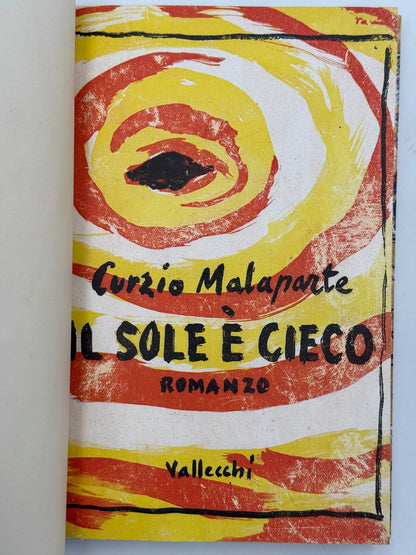 Curzio Malaparte
IL SOLE È CIECO
ROMANZO
Vallecchi